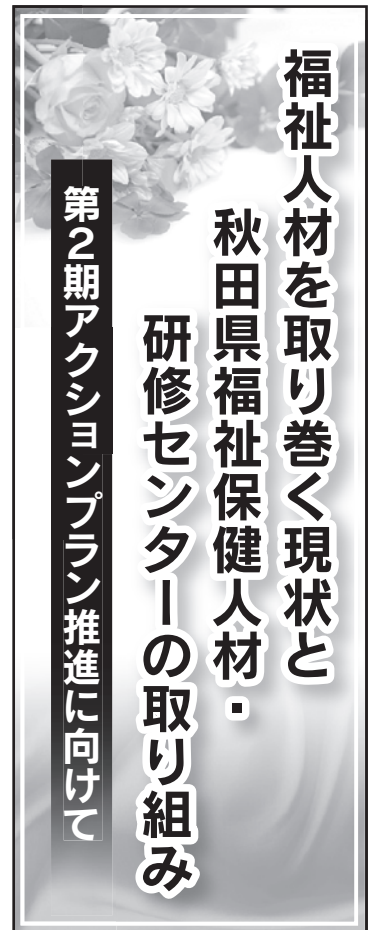 福祉人材を取り巻く現状と
秋田県福祉保健人材・
研修センターの取り組み
第2期アクションプラン推進に向けて